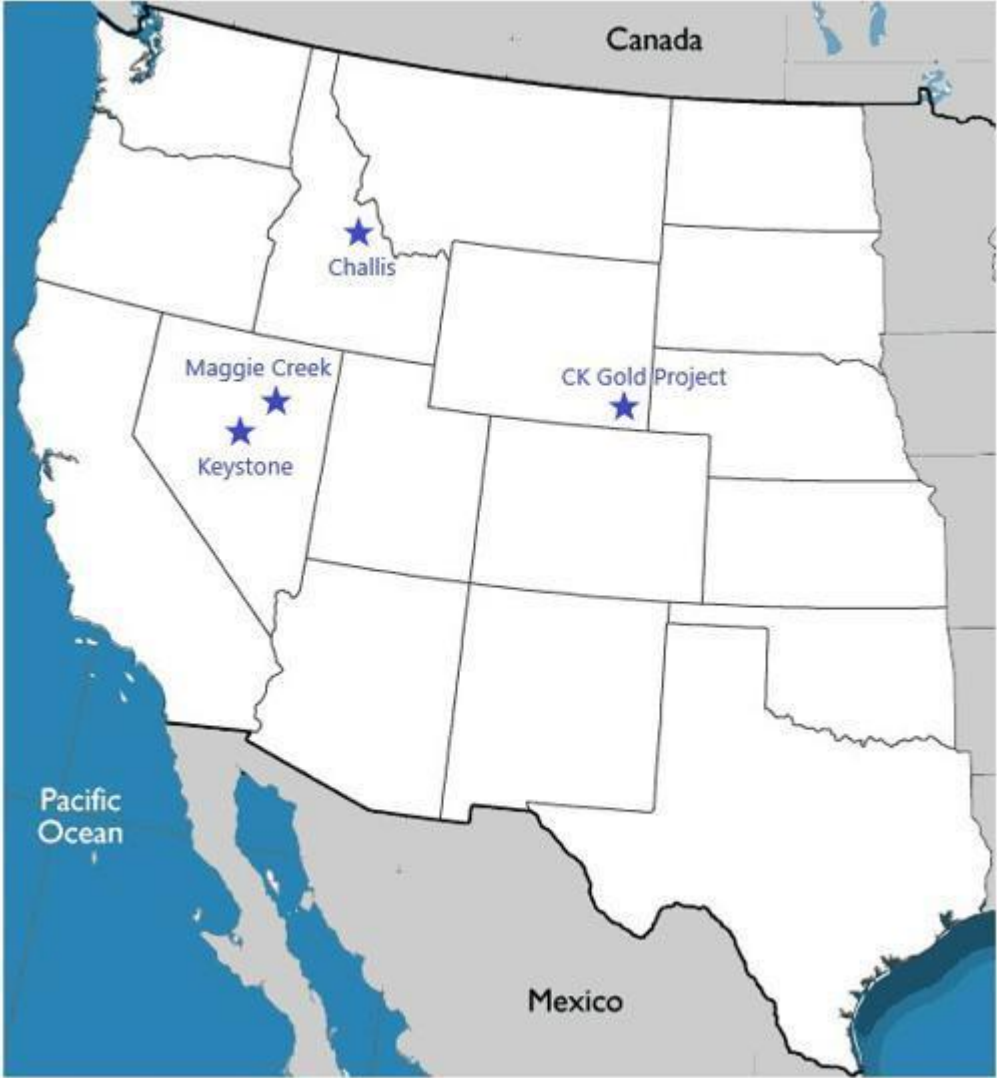 Canada
Challis
Maggie Creek
CK Gold Project
Keystone
Pacific
Ocean
Mexico